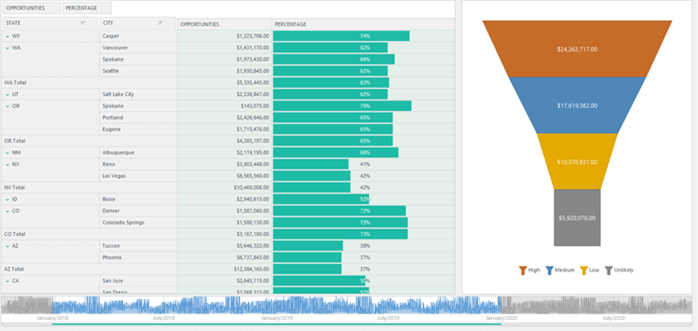 OPPORTUNITIES PERCENTAGE
STATE CITY OPPORTUNITIES PERCENTAGE
WY Casper $1,223,706.00 74%
WA Vancouver $1,431,170.00 62%
Spokane $1,973,430.00 66%
Seattle $1,930,845.00 62%
WA Total $5,335,445.00 63%
UT Salt Lake City $2,536,847.00 62%
OR Spokane $143,075.00 75%
Portland $2,426,646.00 65%
Eugene $1,715,476.00 65%
OR Total $4,285,197.00 65%
NM Albuquerque $2,119,195.00 68%
NV Reno $3,903,448.00 41%
Las Vegas $6,565,560.00 42%
NV Total $10,469,008.00 42%
ID Boise $2,940,613.00 52%
CO Denver $1,587,060.00 72%
Colorado Springs $1,580,130.00 73%
CO Total $3,167,190.00 73%
AZ Tucson $5,646,322.00 38%
Phoenix $6,737,843.00 37%
AZ Total $12,384,165.00 37%
CA San Jose $2,645,115.00
San Diego
$24,262,717.00
$17,619,362.00
$10,370,831.00
$5,920,076.00
High Medium Low Unlikely
January/2018 July/2018 January/2019 July/2019 January/2020 July/2020